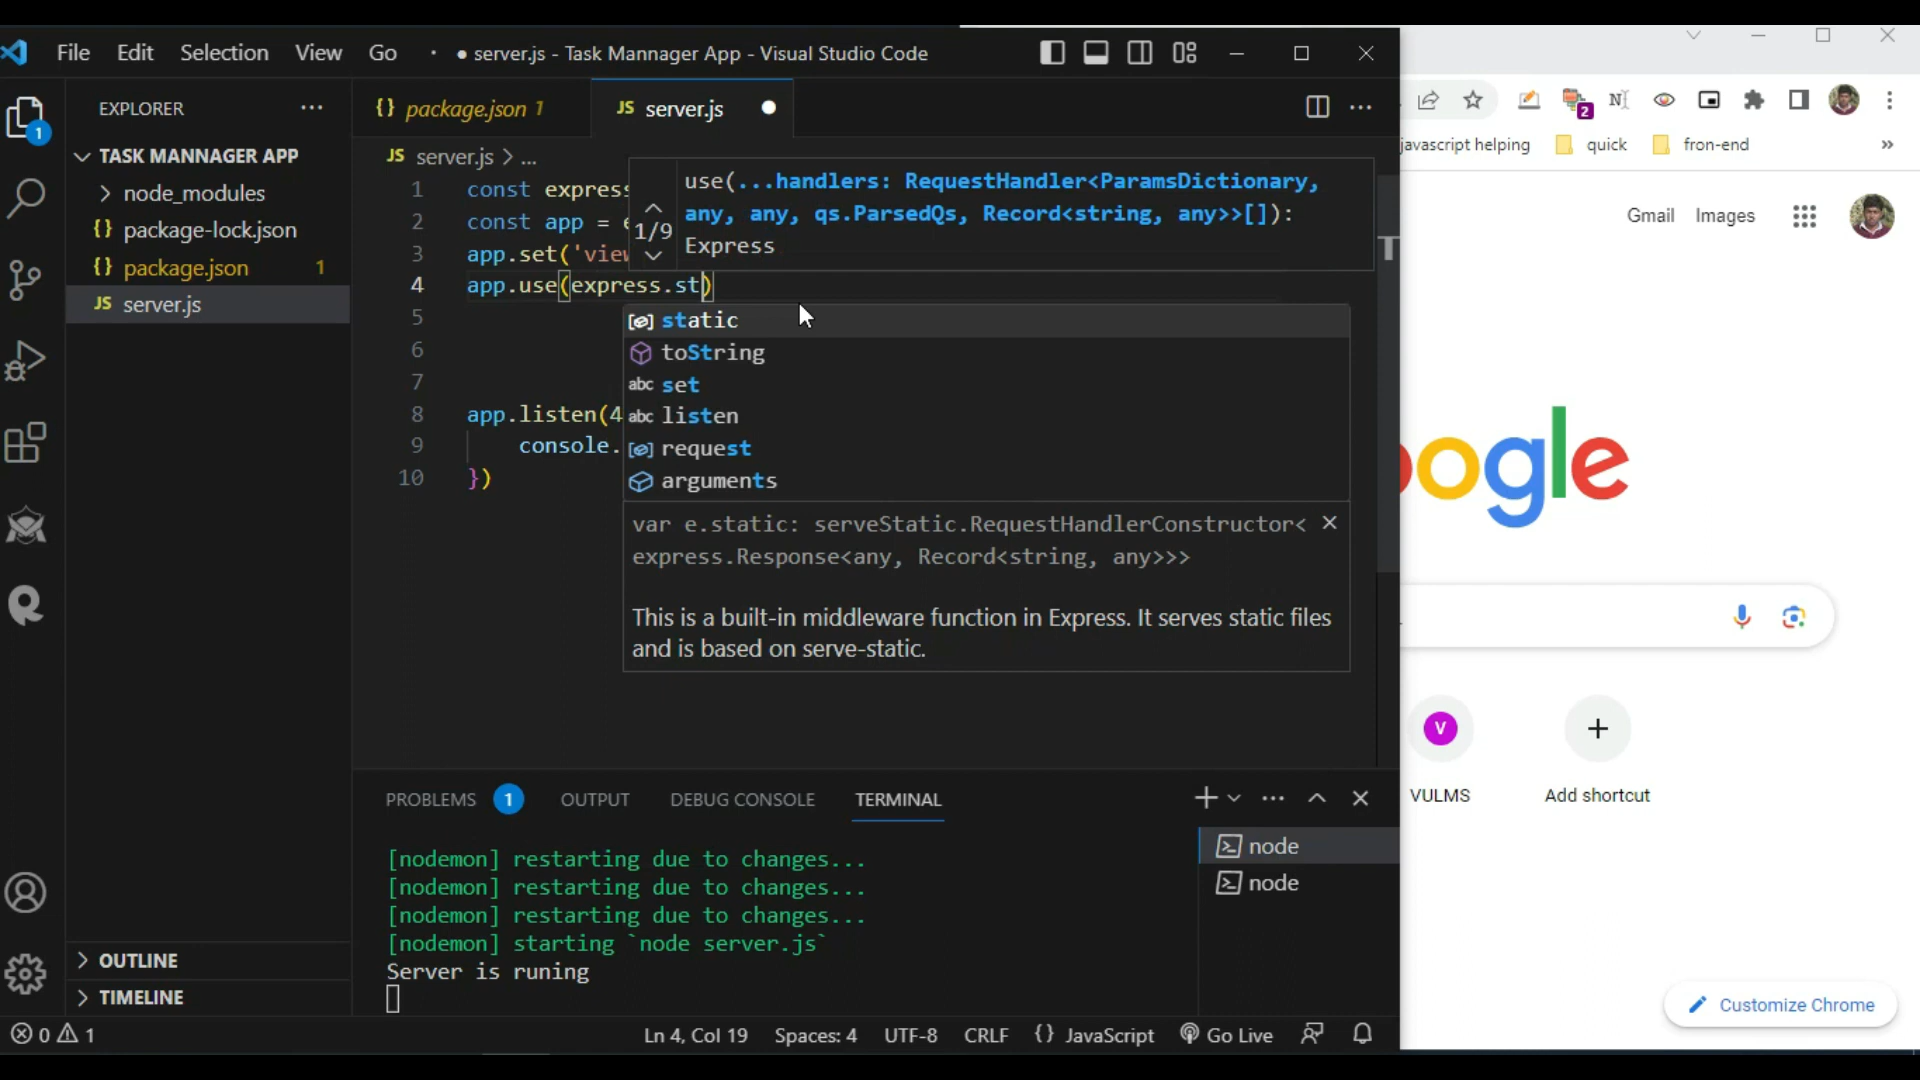 File Edit Selection View Go · ● server.js - Task Mannager App - Visual Studio Code
EXPLORER ···
{} package.json 1
JS server.js
TASK MANNAGER APP
node_modules
{} package-lock.json
{} package.json 1
JS server.js
JS server.js > ...
1 const express
2 const app =
3 app.set('view
4 app.use(express.st)
5
6
7
8 app.listen(4
9 console.
10 })
1/9
use(...handlers: RequestHandler<ParamsDictionary,
any, any, qs.ParsedQs, Record<string, any>>[]):
Express
static
toString
abc set
abc listen
request
arguments
var e.static: serveStatic.RequestHandlerConstructor<
express.Response<any, Record<string, any>>>
This is a built-in middleware function in Express. It serves static files
and is based on serve-static.
PROBLEMS 1 OUTPUT DEBUG CONSOLE TERMINAL
[nodemon] restarting due to changes...
[nodemon] restarting due to changes...
[nodemon] restarting due to changes...
[nodemon] starting `node server.js`
Server is runing
node
node
OUTLINE
TIMELINE
0 1 Ln 4, Col 19 Spaces: 4 UTF-8 CRLF {} JavaScript Go Live
1
2
javascript helping quick fron-end »
Gmail Images
ogle
V
VULMS
Add shortcut
Customize Chrome